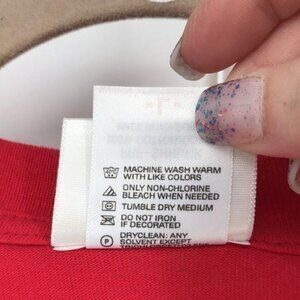 MACHINE WASH WARM
WITH LIKE COLORS
ONLY NON-CHLORINE
BLEACH WHEN NEEDED
TUMBLE DRY MEDIUM
DO NOT IRON
IF DECORATED
P
DRYCLEAN: ANY
SOLVENT EXCEPT